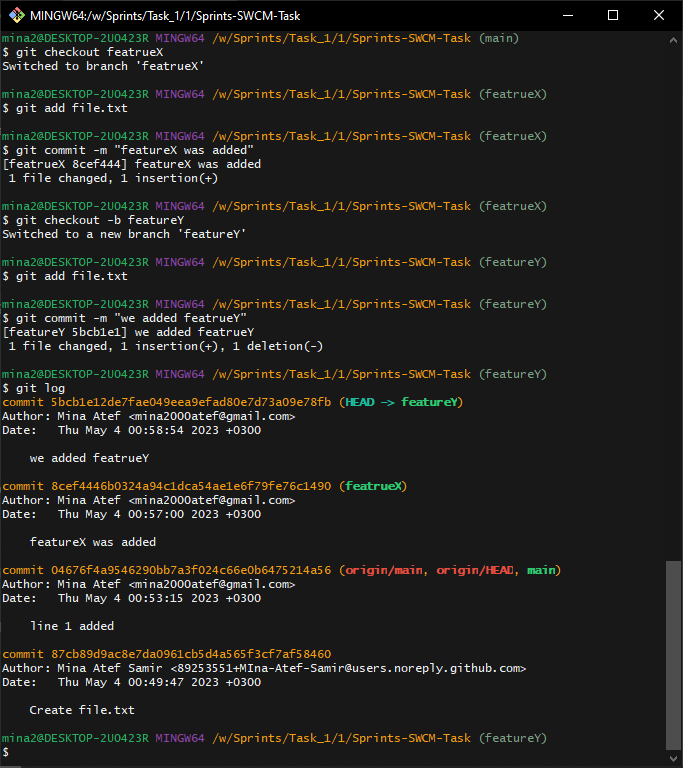 MINGW64:/w/Sprints/Task_1/1/Sprints-SWCM-Task
mina2@DESKTOP-2UO423R MINGW64 /w/Sprints/Task_1/1/Sprints-SWCM-Task (main)
$ git checkout featrueX
Switched to branch 'featrueX'
mina2@DESKTOP-2UO423R MINGW64 /w/Sprints/Task_1/1/Sprints-SWCM-Task (featrueX)
$ git add file.txt
mina2@DESKTOP-2UO423R MINGW64 /w/Sprints/Task_1/1/Sprints-SWCM-Task (featrueX)
$ git commit -m "featureX was added"
[featrueX 8cef444] featureX was added
 1 file changed, 1 insertion(+)
mina2@DESKTOP-2UO423R MINGW64 /w/Sprints/Task_1/1/Sprints-SWCM-Task (featrueX)
$ git checkout -b featureY
Switched to a new branch 'featureY'
mina2@DESKTOP-2UO423R MINGW64 /w/Sprints/Task_1/1/Sprints-SWCM-Task (featureY)
$ git add file.txt
mina2@DESKTOP-2UO423R MINGW64 /w/Sprints/Task_1/1/Sprints-SWCM-Task (featureY)
$ git commit -m "we added featrueY"
[featureY 5bcb1e1] we added featrueY
 1 file changed, 1 insertion(+), 1 deletion(-)
mina2@DESKTOP-2UO423R MINGW64 /w/Sprints/Task_1/1/Sprints-SWCM-Task (featureY)
$ git log
commit 5bcb1e12de7fae049eea9efad80e7d73a09e78fb (HEAD -> featureY)
Author: Mina Atef <mina2000atef@gmail.com>
Date:   Thu May 4 00:58:54 2023 +0300
    we added featrueY
commit 8cef4446b0324a94c1dca54ae1e6f79fe76c1490 (featrueX)
Author: Mina Atef <mina2000atef@gmail.com>
Date:   Thu May 4 00:57:00 2023 +0300
    featureX was added
commit 04676f4a9546290bb7a3f024c66e0b6475214a56 (origin/main, origin/HEAD, main)
Author: Mina Atef <mina2000atef@gmail.com>
Date:   Thu May 4 00:53:15 2023 +0300
    line 1 added
commit 87cb89d9ac8e7da0961cb5d4a565f3cf7af58460
Author: Mina Atef Samir <89253551+MIna-Atef-Samir@users.noreply.github.com>
Date:   Thu May 4 00:49:47 2023 +0300
    Create file.txt
mina2@DESKTOP-2UO423R MINGW64 /w/Sprints/Task_1/1/Sprints-SWCM-Task (featureY)
$